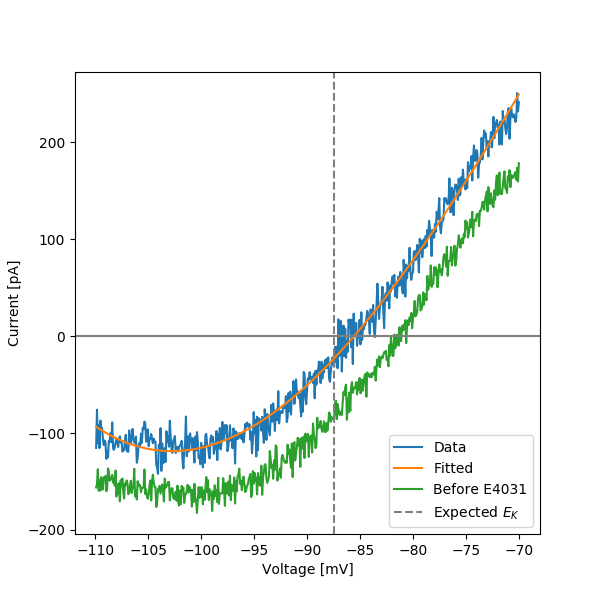 200
100
0
−100
−200
Current [pA]
Data
Fitted
Before E4031
Expected E_K
−110 −105 −100 −95 −90 −85 −80 −75 −70
Voltage [mV]